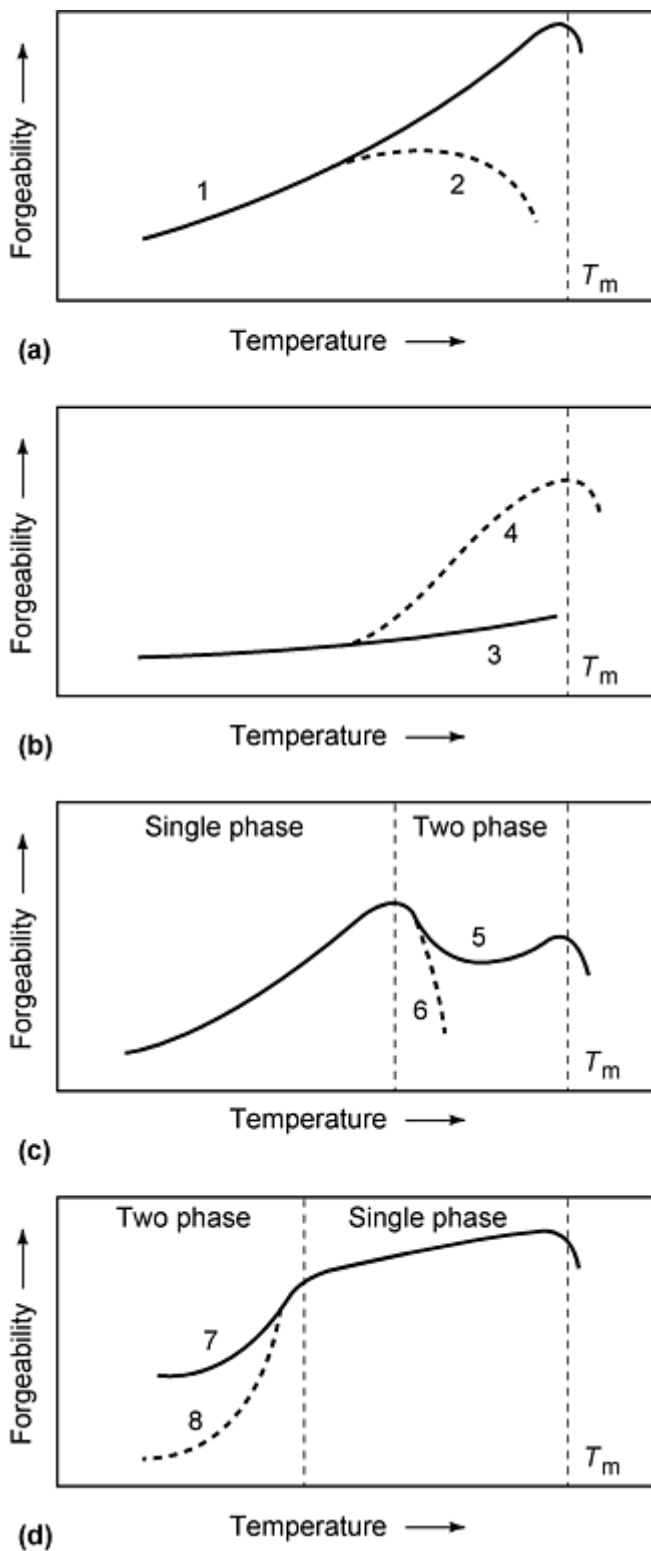 Forgeability
1
2
Tm
(a)
Temperature
Forgeability
4
3
Tm
(b)
Temperature
Single phase
Two phase
Forgeability
5
6
Tm
(c)
Temperature
Two phase
Single phase
Forgeability
7
8
Tm
(d)
Temperature